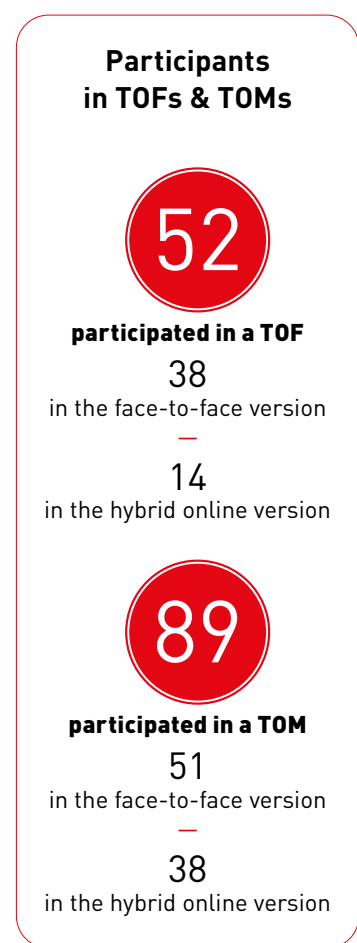 Participants
in TOFs & TOMs
52
participated in a TOF
38
in the face-to-face version
—
14
in the hybrid online version
89
participated in a TOM
51
in the face-to-face version
—
38
in the hybrid online version